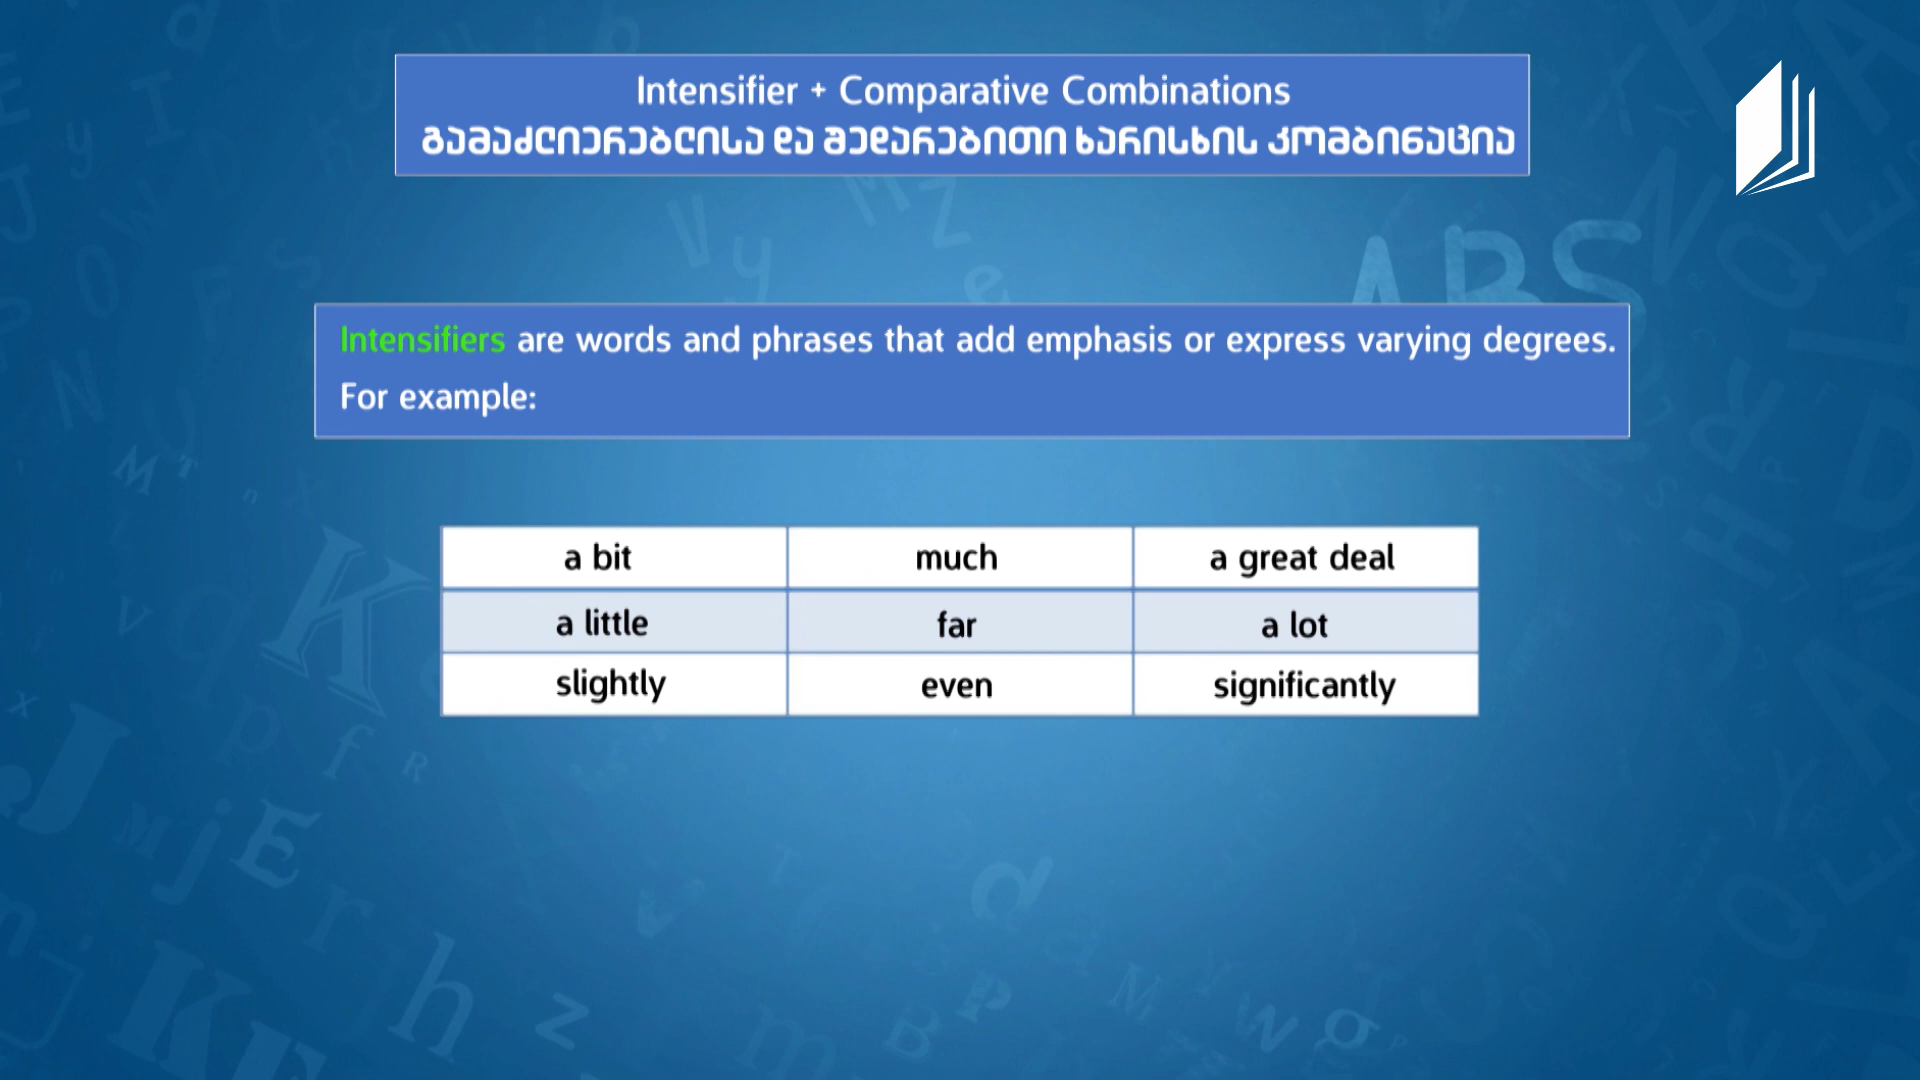 Intensifier + Comparative Combinations
გამაძლიერებლისა და შედარებითი ხარისხის კომბინაცია
Intensifiers are words and phrases that add emphasis or express varying degrees.
For example:
a bit much a great deal
a little far a lot
slightly even significantly